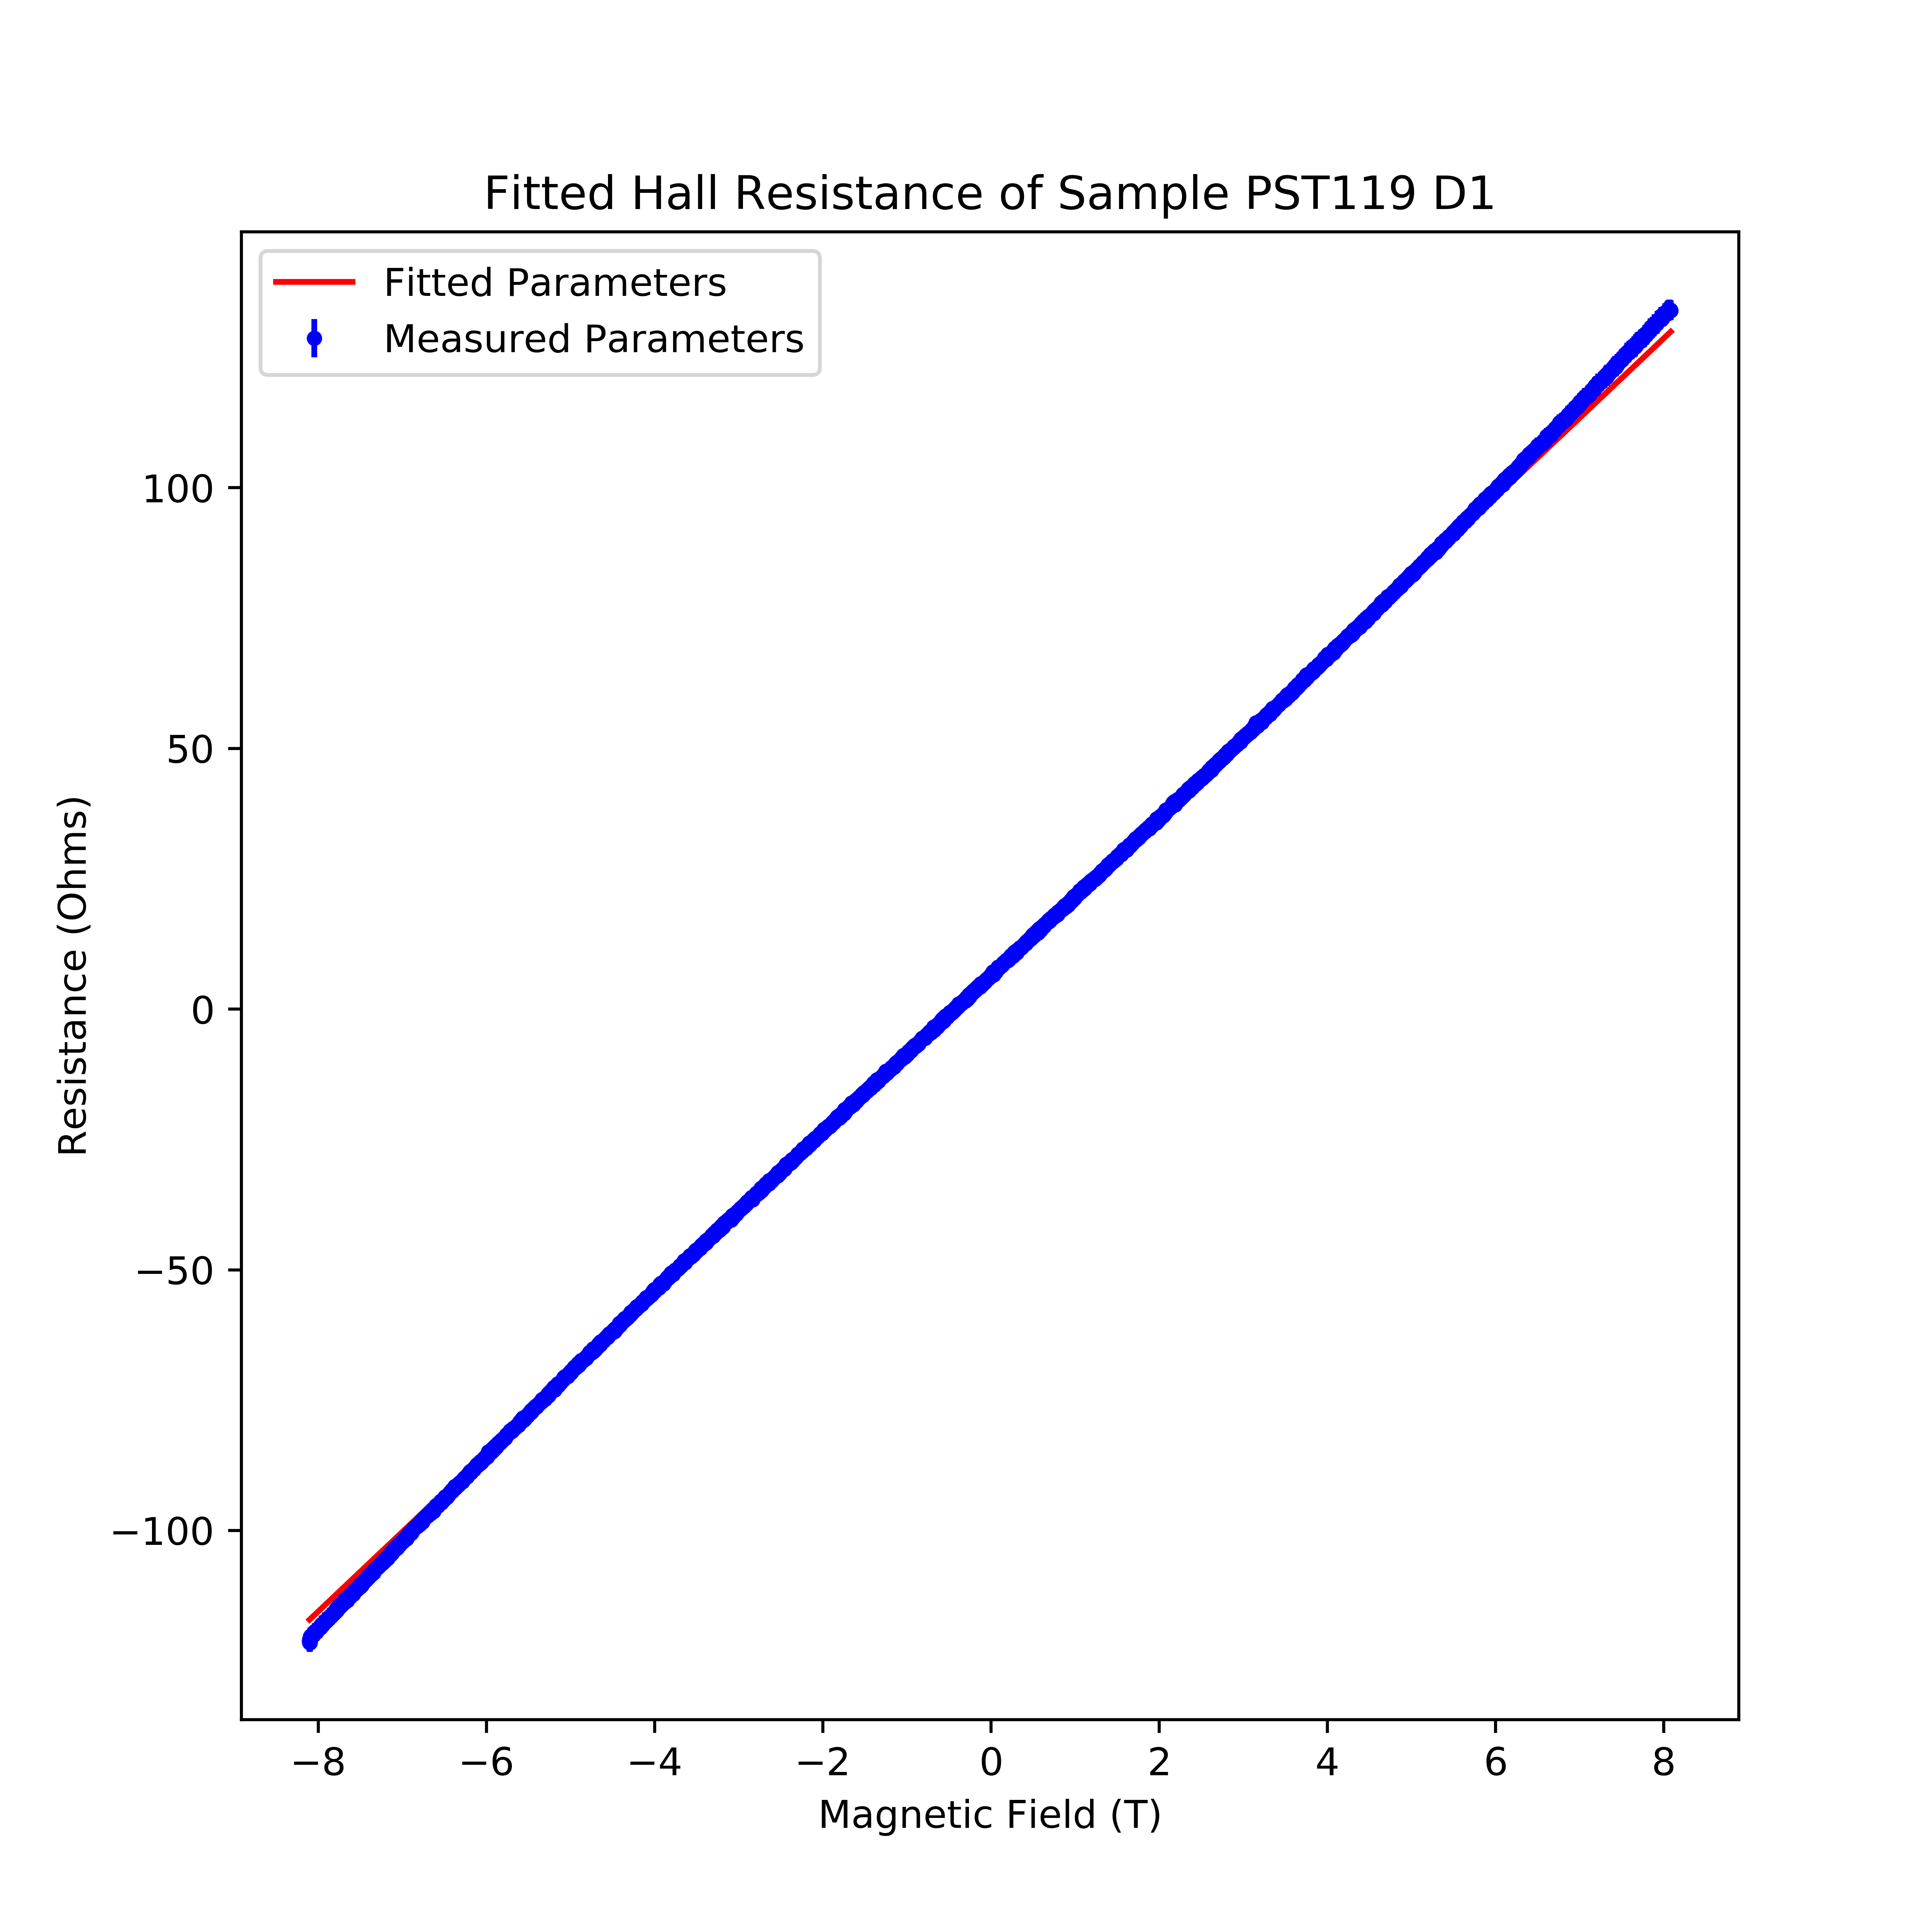 Fitted Hall Resistance of Sample PST119 D1
Fitted Parameters
Measured Parameters
Resistance (Ohms)
100
50
0
−50
−100
−8 −6 −4 −2 0 2 4 6 8
Magnetic Field (T)